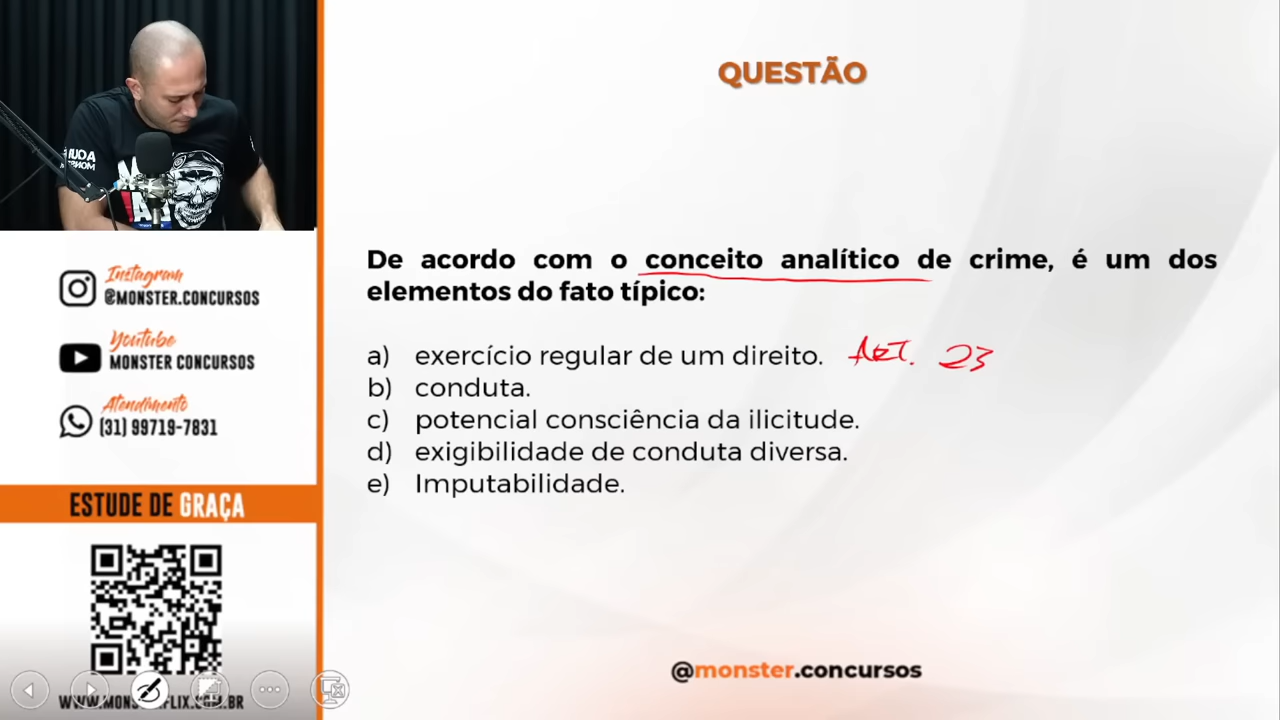 QUESTÃO
De acordo com o conceito analítico de crime, é um dos
elementos do fato típico:
a) exercício regular de um direito. ART. 23
b) conduta.
c) potencial consciência da ilicitude.
d) exigibilidade de conduta diversa.
e) Imputabilidade.
@monster.concursos
Instagram
@MONSTER.CONCURSOS
Youtube
MONSTER CONCURSOS
Atendimento
(31) 99719-7831
ESTUDE DE GRAÇA